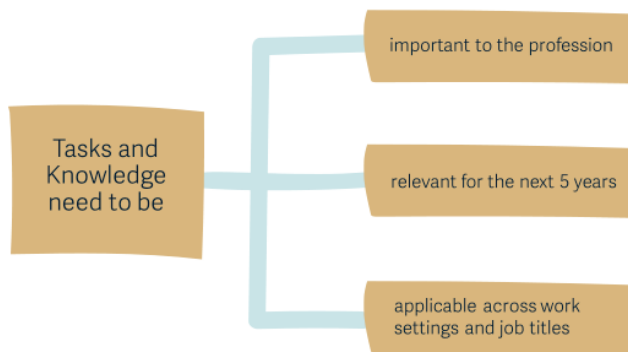 Tasks and
Knowledge
need to be
important to the profession
relevant for the next 5 years
applicable across work
settings and job titles